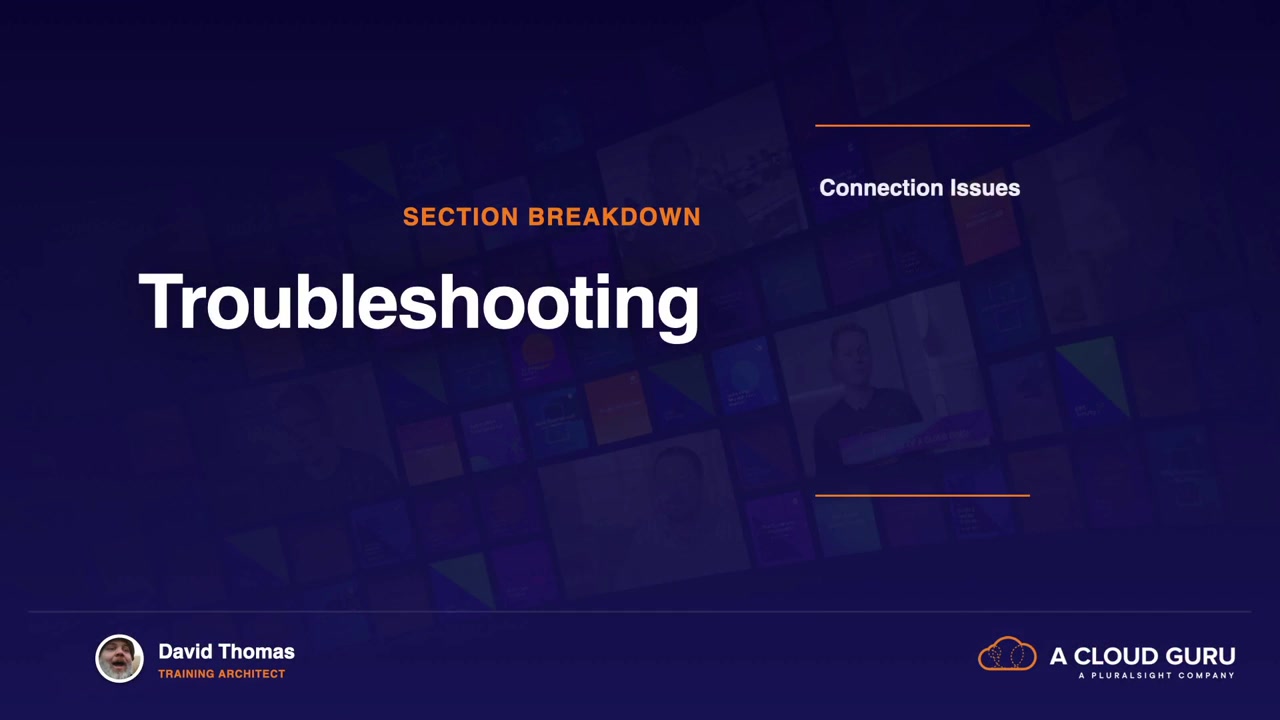 SECTION BREAKDOWN
Troubleshooting
Connection Issues
David Thomas
TRAINING ARCHITECT
A CLOUD GURU
A PLURALSIGHT COMPANY